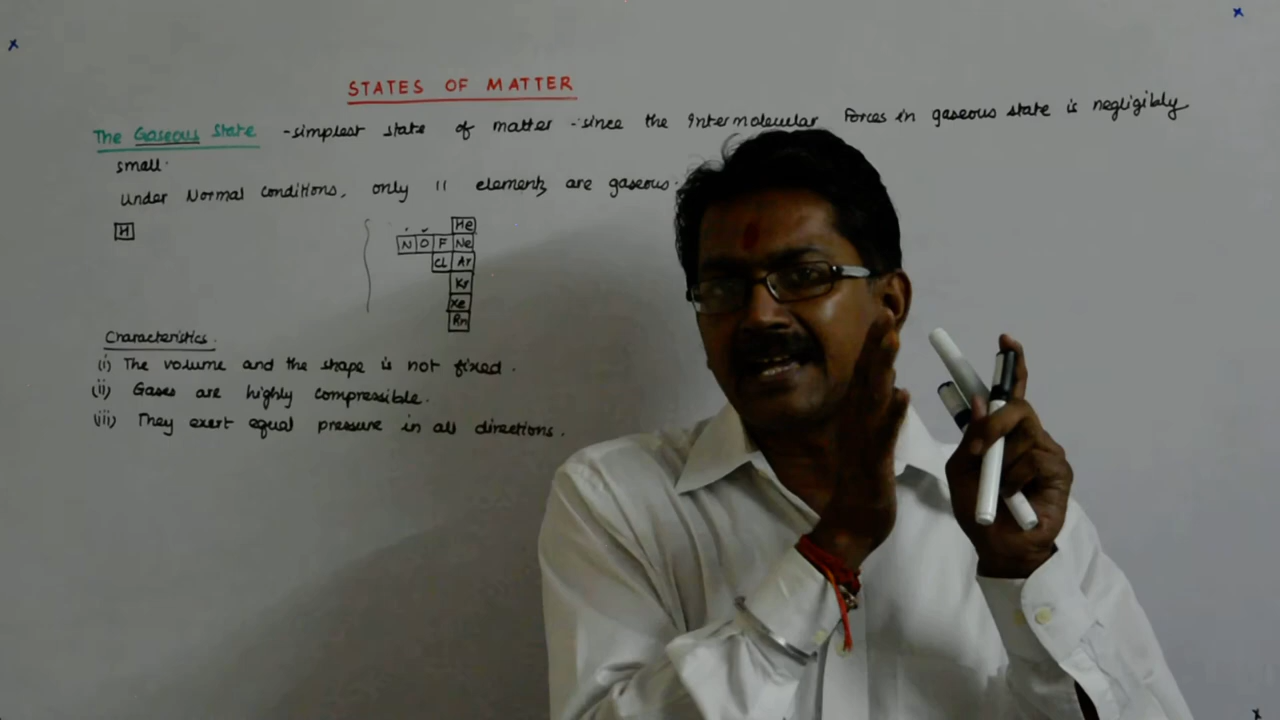 STATES OF MATTER
The Gaseous State - simplest state of matter - since the Intermolecular Forces in gaseous state is negligibly
small.
Under Normal conditions, only 11 elements are gaseous.
H
He
N O F Ne
Cl Ar
Kr
Xe
Rn
Characteristics.
(i) The volume and the shape is not fixed.
(ii) Gases are highly compressible.
(iii) They exert equal pressure in all directions.